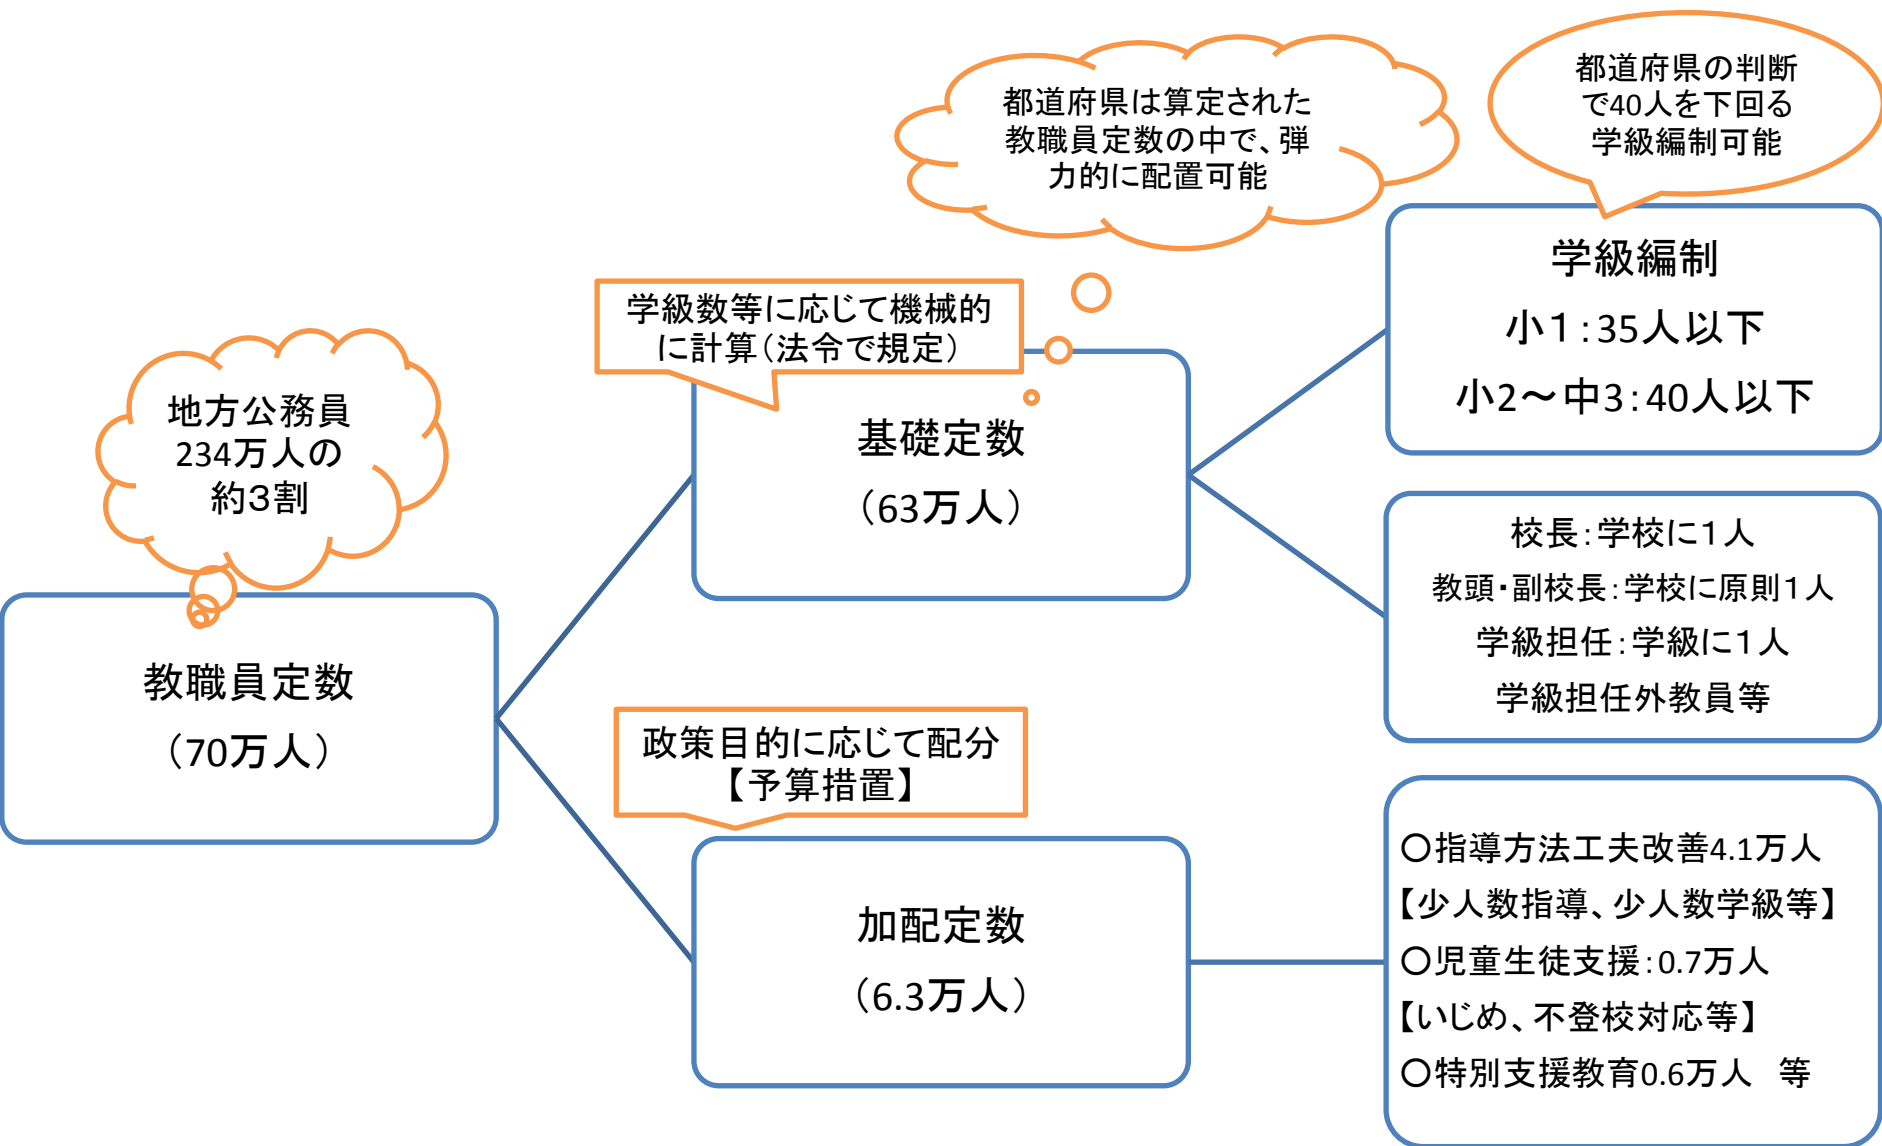 地方公務員
234万人の
約３割
教職員定数
（70万人）
学級数等に応じて機械的
に計算（法令で規定）
都道府県は算定された
教職員定数の中で、弾
力的に配置可能
基礎定数
（63万人）
政策目的に応じて配分
【予算措置】
加配定数
（6.3万人）
都道府県の判断
で40人を下回る
学級編制可能
学級編制
小１：35人以下
小2～中3：40人以下
校長：学校に１人
教頭・副校長：学校に原則１人
学級担任：学級に１人
学級担任外教員等
○指導方法工夫改善4.1万人
【少人数指導、少人数学級等】
○児童生徒支援：0.7万人
【いじめ、不登校対応等】
○特別支援教育0.6万人　等